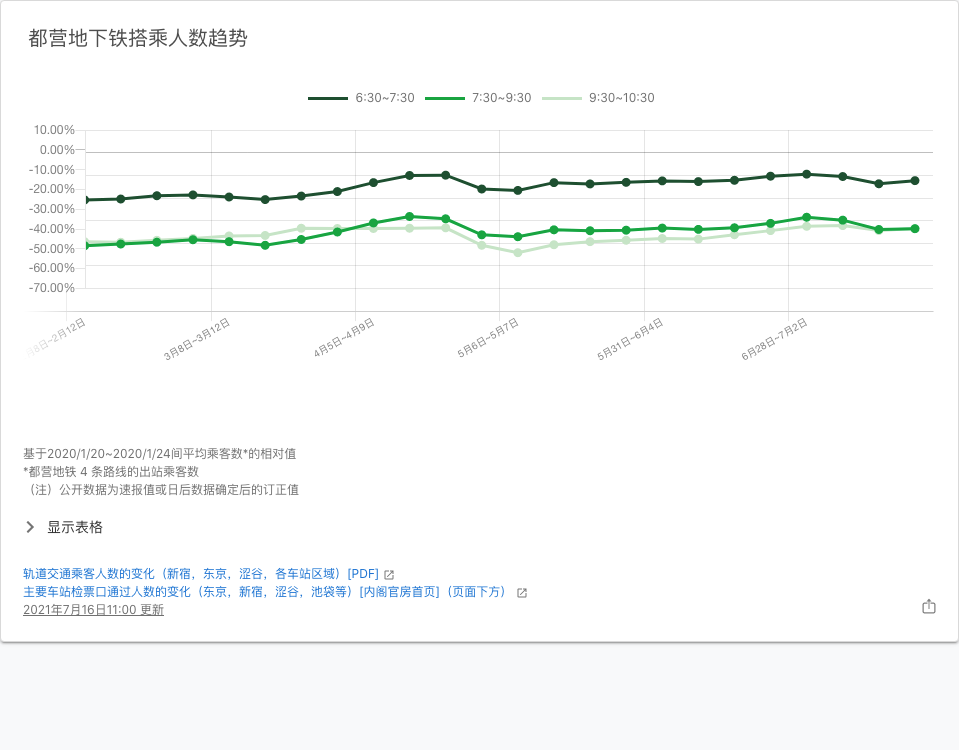 都营地下铁搭乘人数趋势
6:30~7:30 7:30~9:30 9:30~10:30
10.00%
0.00%
-10.00%
-20.00%
-30.00%
-40.00%
-50.00%
-60.00%
-70.00%
8日~2月12日 3月8日~3月12日 4月5日~4月9日 5月6日~5月7日 5月31日~6月4日 6月28日~7月2日
基于2020/1/20~2020/1/24间平均乘客数*的相对值
*都营地铁 4 条路线的出站乘客数
（注）公开数据为速报值或日后数据确定后的订正值
显示表格
轨道交通乘客人数的变化（新宿，东京，涩谷，各车站区域）[PDF]
主要车站检票口通过人数的变化（东京，新宿，涩谷，池袋等）[内阁官房首页]（页面下方）
2021年7月16日11:00 更新